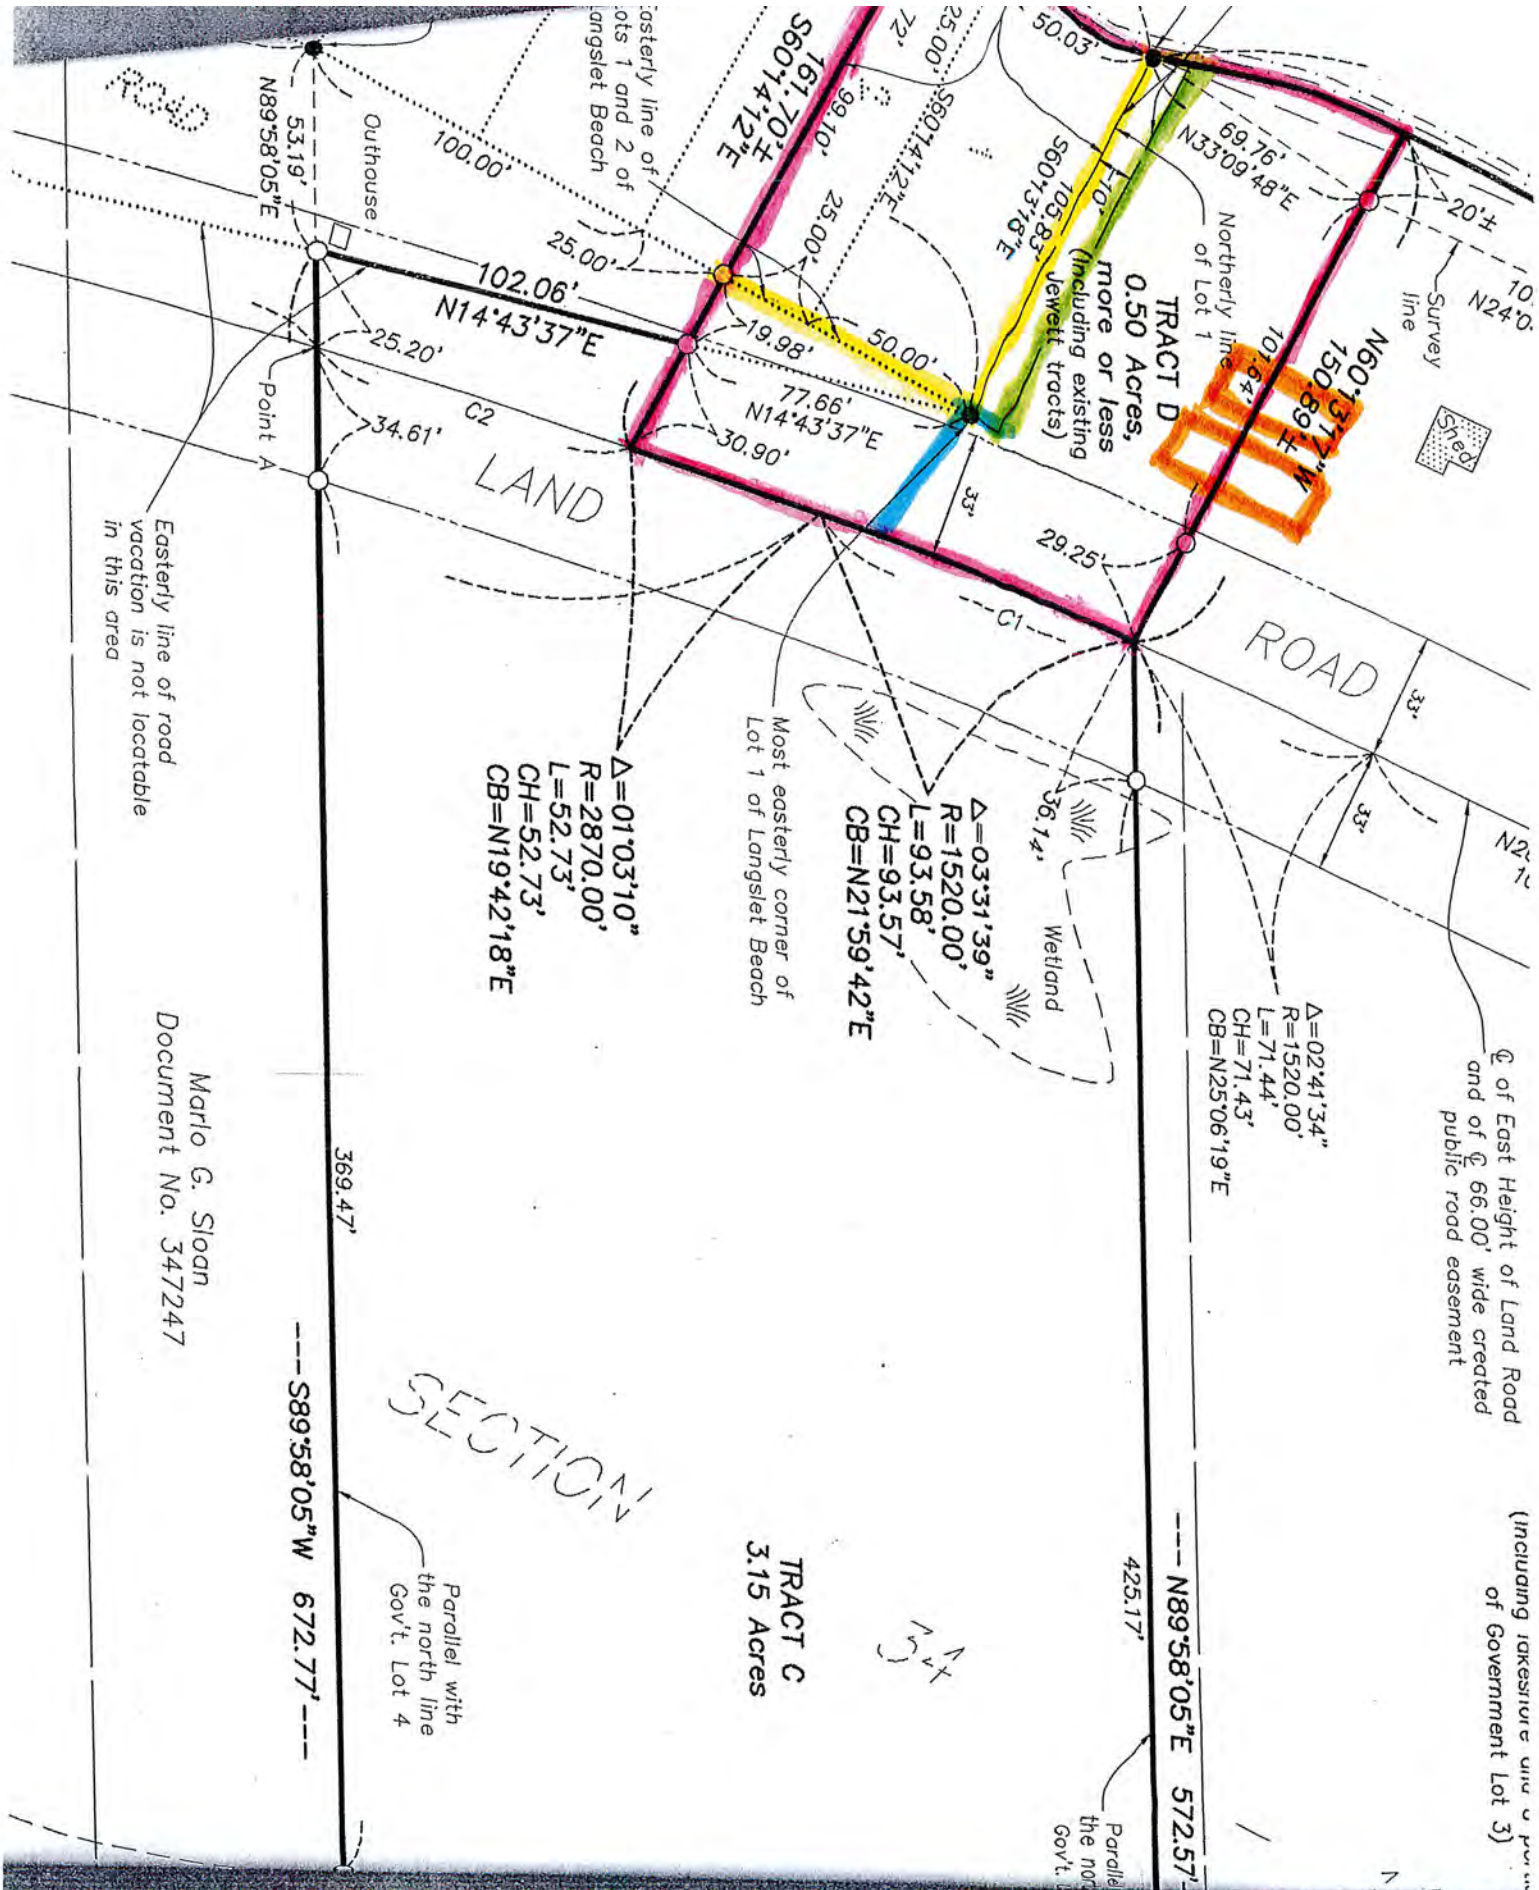 ROAD
N89°58'05"E
53.19'
Outhouse
100.00'
Easterly line of
Lots 1 and 2 of
Langslet Beach
S60°14'12"E
161.70'±
99.10'
72'
25.00'
S60°14'12"E
25.00'
25.00'
50.03'
69.76'
N33°09'48"E
20'±
Survey
line
N60°13'17"W
150.89'±
101.64'
Shed
Northerly line
of Lot 1
TRACT D
0.50 Acres,
more or less
(Including existing
Jewett tracts)
10'
105.83'
S60°13'18"E
50.00'
19.98'
102.06'
N14°43'37"E
77.66'
N14°43'37"E
30.90'
25.20'
Point A
34.61'
C2
LAND
ROAD
33'
29.25'
C1
33'
33'
Easterly line of road
vacation is not locatable
in this area
Δ=01°03'10"
R=2870.00'
L=52.73'
CH=52.73'
CB=N19°42'18"E
Most easterly corner of
Lot 1 of Langslet Beach
Δ=03°31'39"
R=1520.00'
L=93.58'
CH=93.57'
CB=N21°59'42"E
36.14'
Wetland
Δ=02°41'34"
R=1520.00'
L=71.44'
CH=71.43'
CB=N25°06'19"E
℄ of East Height of Land Road
and of ℄ 66.00' wide created
public road easement
Marlo G. Sloan
Document No. 347247
369.47'
---S89°58'05"W 672.77'---
SECTION
34
Parallel with
the north line
Gov't. Lot 4
TRACT C
3.15 Acres
425.17'
---N89°58'05"E 572.57'-
Parallel
the nor
Gov't.
of Government Lot 3)